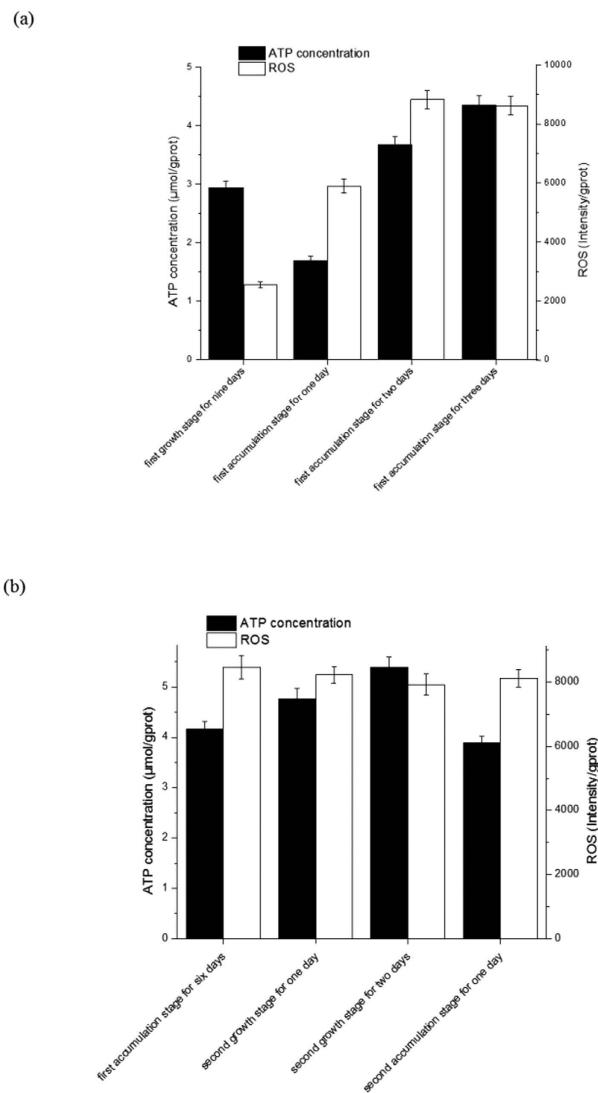 (a)
ATP concentration
ROS
5
4
3
2
1
0
ATP concentration (μmol/gprot)
10000
8000
6000
4000
2000
0
ROS (Intensity/gprot)
first growth stage for nine days
first accumulation stage for one day
first accumulation stage for two days
first accumulation stage for three days
(b)
ATP concentration
ROS
5
4
3
2
1
0
ATP concentration (μmol/gprot)
8000
6000
4000
2000
0
ROS (Intensity/gprot)
first accumulation stage for six days
second growth stage for one day
second growth stage for two days
second accumulation stage for one day